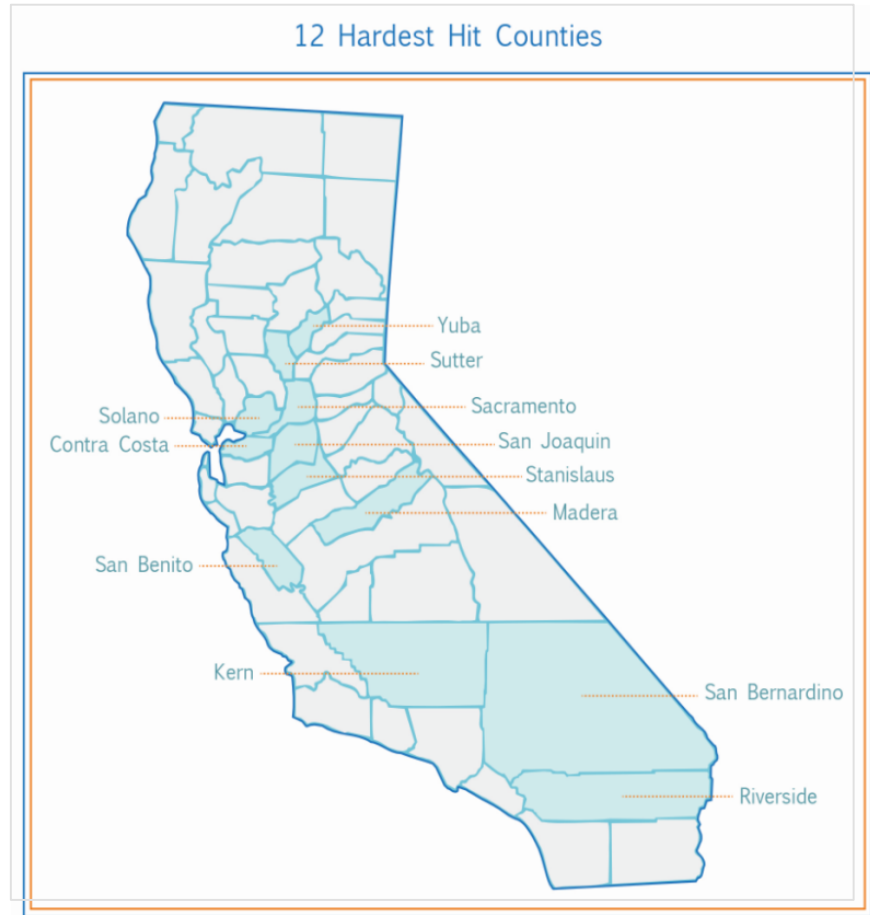 12 Hardest Hit Counties
Yuba
Sutter
Solano
Sacramento
Contra Costa
San Joaquin
Stanislaus
Madera
San Benito
Kern
San Bernardino
Riverside